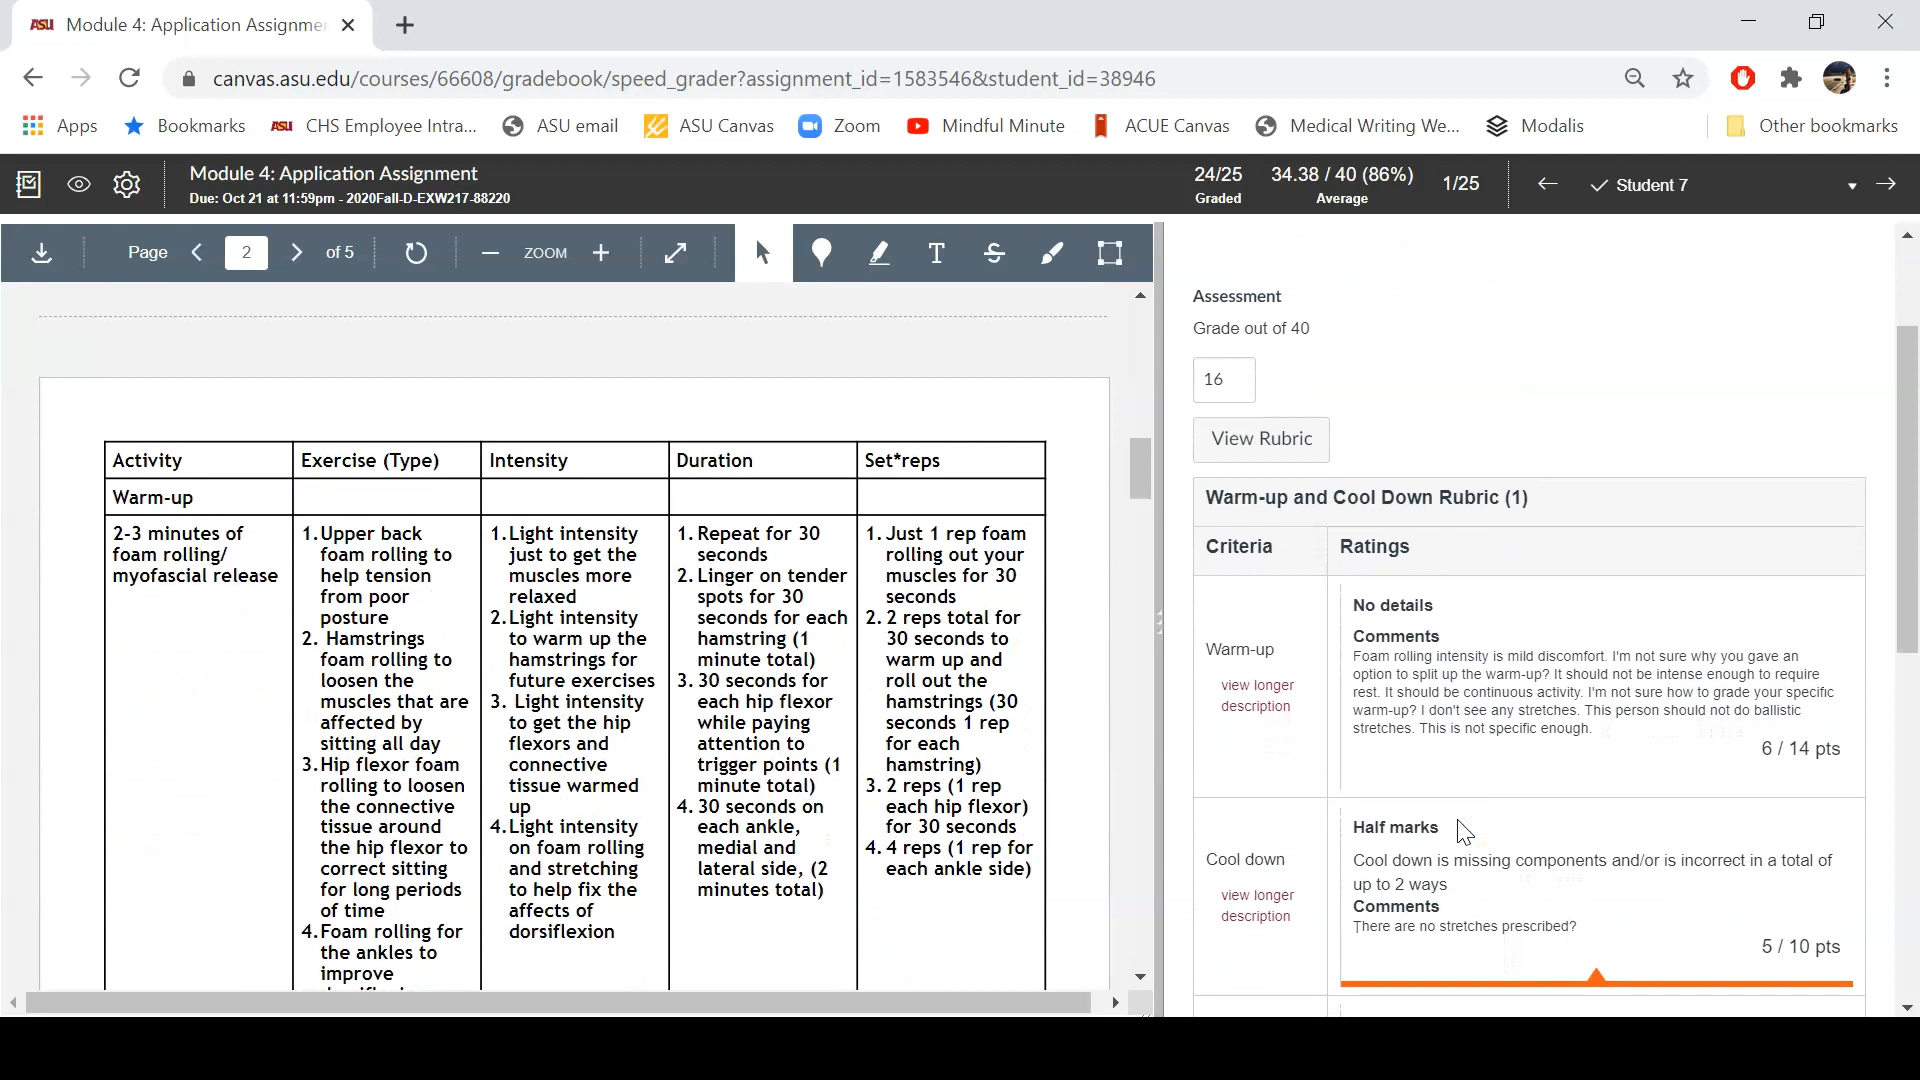 ASU Module 4: Application Assignme
canvas.asu.edu/courses/66608/gradebook/speed_grader?assignment_id=1583546&student_id=38946
Apps Bookmarks ASU CHS Employee Intra... ASU email ASU Canvas Zoom Mindful Minute ACUE Canvas Medical Writing We... Modalis Other bookmarks
Module 4: Application Assignment
Due: Oct 21 at 11:59pm - 2020Fall-D-EXW217-88220
24/25
Graded
34.38 / 40 (86%)
Average
1/25
Student 7
Page 2 of 5 ZOOM T S
Activity
Exercise (Type)
Intensity
Duration
Set*reps
Warm-up
2-3 minutes of
foam rolling/
myofascial release
1.Upper back
foam rolling to
help tension
from poor
posture
2. Hamstrings
foam rolling to
loosen the
muscles that are
affected by
sitting all day
3.Hip flexor foam
rolling to loosen
the connective
tissue around
the hip flexor to
correct sitting
for long periods
of time
4.Foam rolling for
the ankles to
improve
1.Light intensity
just to get the
muscles more
relaxed
2.Light intensity
to warm up the
hamstrings for
future exercises
3. Light intensity
to get the hip
flexors and
connective
tissue warmed
up
4.Light intensity
on foam rolling
and stretching
to help fix the
affects of
dorsiflexion
1. Repeat for 30
seconds
2. Linger on tender
spots for 30
seconds for each
hamstring (1
minute total)
3. 30 seconds for
each hip flexor
while paying
attention to
trigger points (1
minute total)
4. 30 seconds on
each ankle,
medial and
lateral side, (2
minutes total)
1. Just 1 rep foam
rolling out your
muscles for 30
seconds
2. 2 reps total for
30 seconds to
warm up and
roll out the
hamstrings (30
seconds 1 rep
for each
hamstring)
3. 2 reps (1 rep
each hip flexor)
for 30 seconds
4. 4 reps (1 rep for
each ankle side)
Assessment
Grade out of 40
16
View Rubric
Warm-up and Cool Down Rubric (1)
Criteria
Ratings
Warm-up
view longer
description
No details
Comments
Foam rolling intensity is mild discomfort. I'm not sure why you gave an
option to split up the warm-up? It should not be intense enough to require
rest. It should be continuous activity. I'm not sure how to grade your specific
warm-up? I don't see any stretches. This person should not do ballistic
stretches. This is not specific enough.
6 / 14 pts
Cool down
view longer
description
Half marks
Cool down is missing components and/or is incorrect in a total of
up to 2 ways
Comments
There are no stretches prescribed?
5 / 10 pts